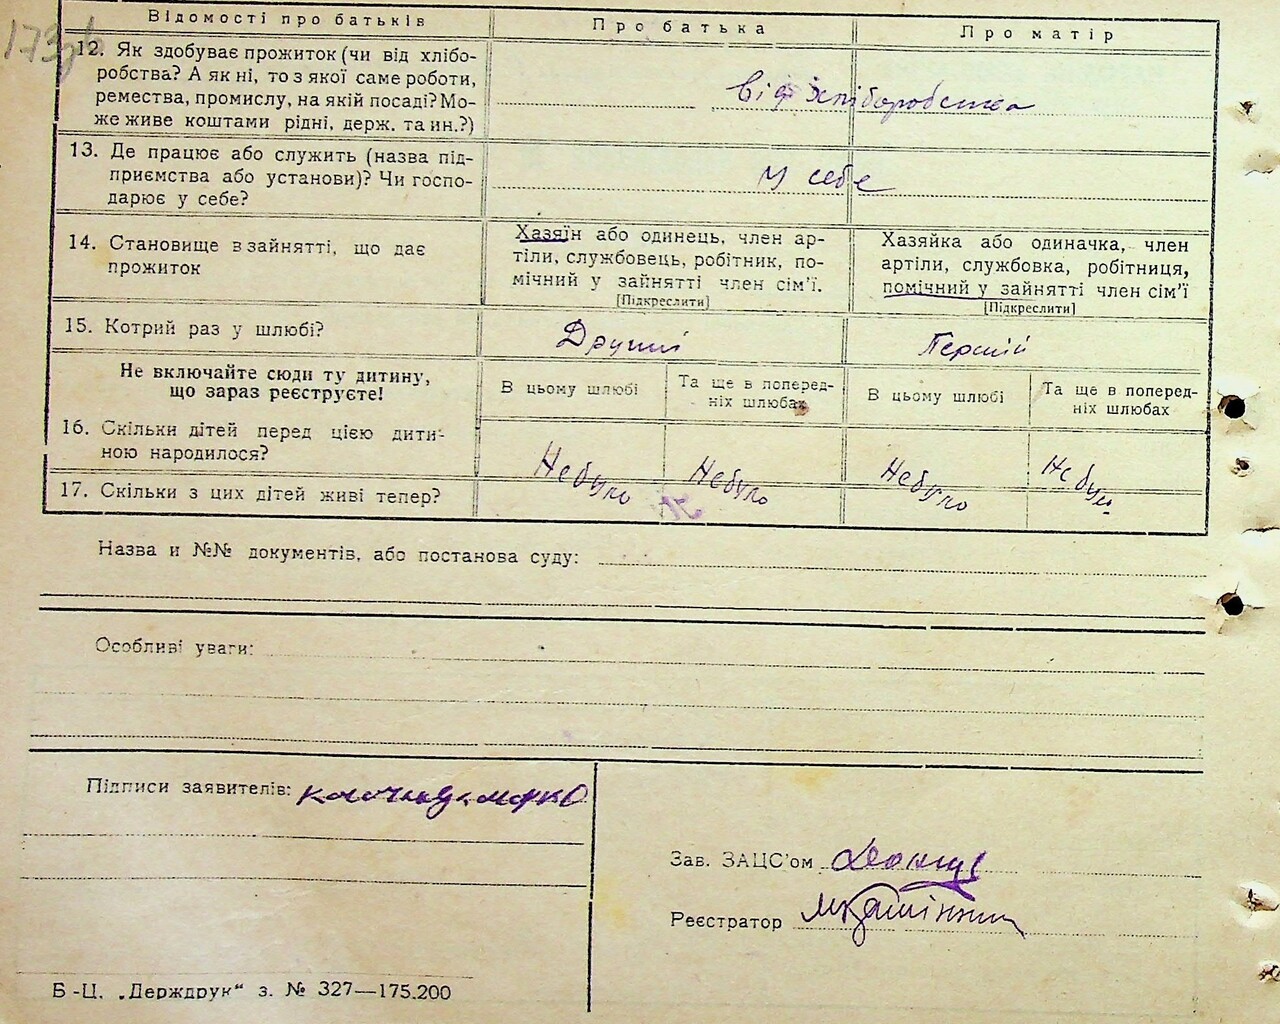 173зв
Відомості про батьків
Про батька
Про матір
12. Як здобуває прожиток (чи від хлібо-
робства? А як ні, то з якої саме роботи,
ремества, промислу, на якій посаді? Мо-
же живе коштами рідні, держ. та ин.?)
Від хліборобства
13. Де працює або служить (назва під-
приємства або установи)? Чи госпо-
дарює у себе?
У себе
14. Становище в зайнятті, що дає
прожиток
Хазяїн або одинець, член ар-
тіли, службовець, робітник, по-
мічний у зайнятті член сім'ї.
[Підкреслити]
Хазяйка або одиначка, член
артіли, службовка, робітниця,
помічний у зайнятті член сім'ї
[Підкреслити]
15. Котрий раз у шлюбі?
Другий
Перший
Не включайте сюди ту дитину,
що зараз реєструєте!
В цьому шлюбі
Та ще в поперед-
ніх шлюбах
В цьому шлюбі
Та ще в поперед-
ніх шлюбах
16. Скільки дітей перед цією дити-
ною народилося?
Небуло
Небуло
Небуло
Небуло
17. Скільки з цих дітей живі тепер?
Назва и №№ документів, або постанова суду:
Особливі уваги:
Підписи заявителів:
Зав. ЗАЦС'ом
Реєстратор
Б-Ц. „Держдрук“ з. № 327—175.200